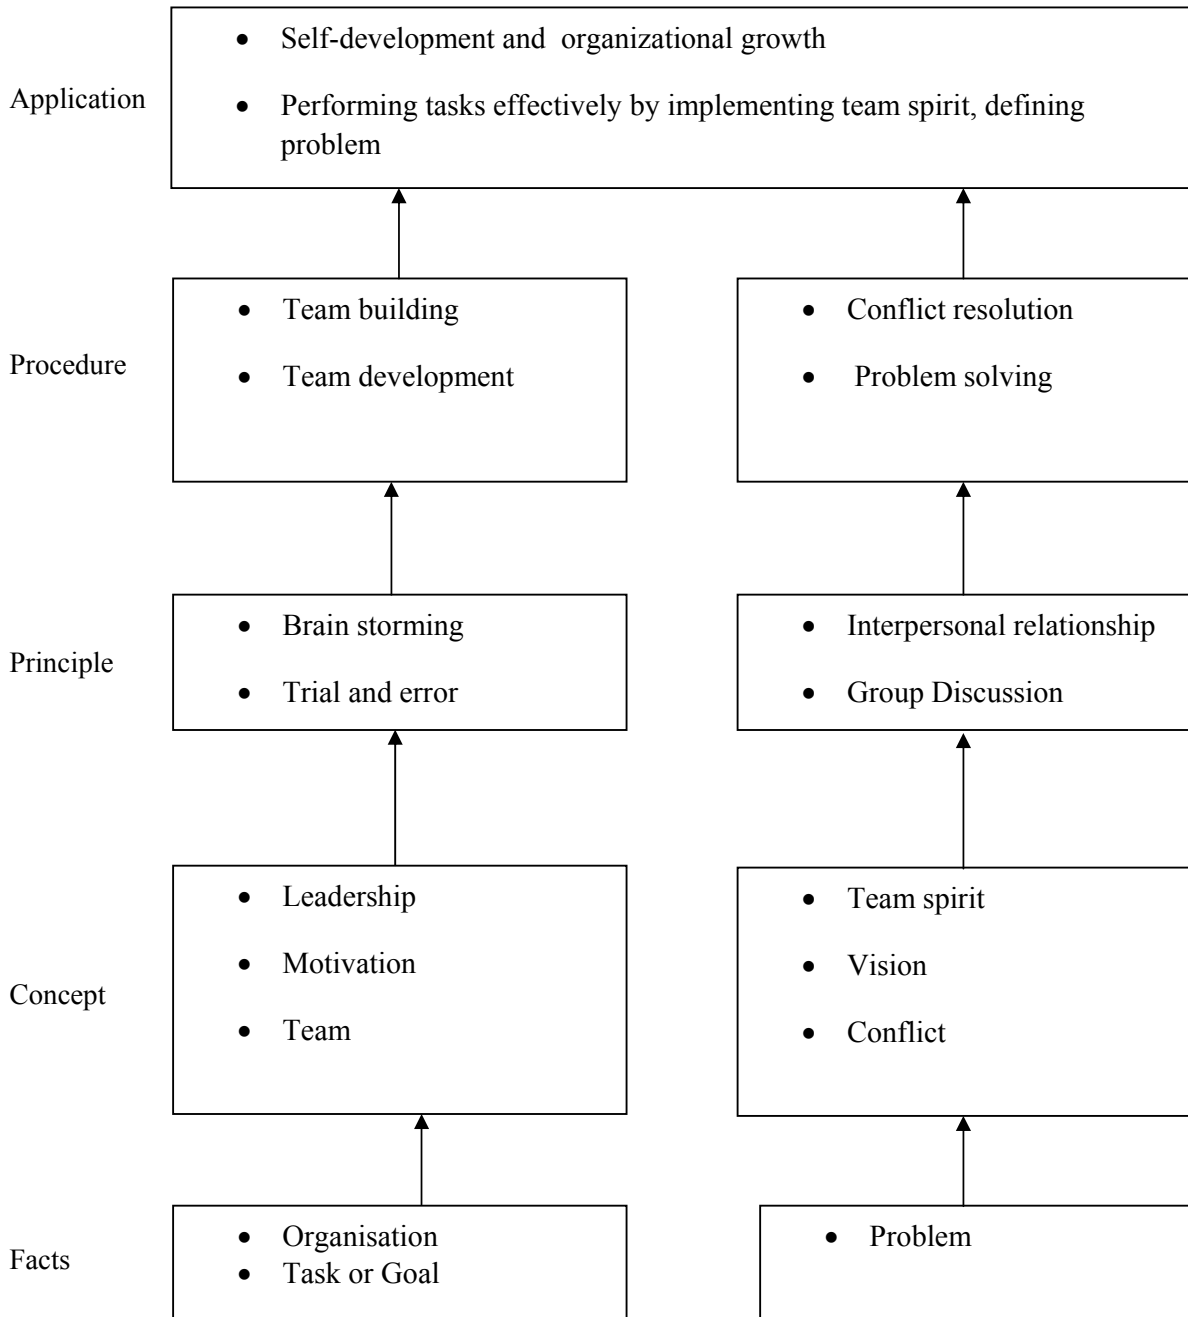 Application
• Self-development and  organizational growth
• Performing tasks effectively by implementing team spirit, defining
problem
Procedure
• Team building
• Team development
• Conflict resolution
• Problem solving
Principle
• Brain storming
• Trial and error
• Interpersonal relationship
• Group Discussion
Concept
• Leadership
• Motivation
• Team
• Team spirit
• Vision
• Conflict
Facts
• Organisation
• Task or Goal
• Problem